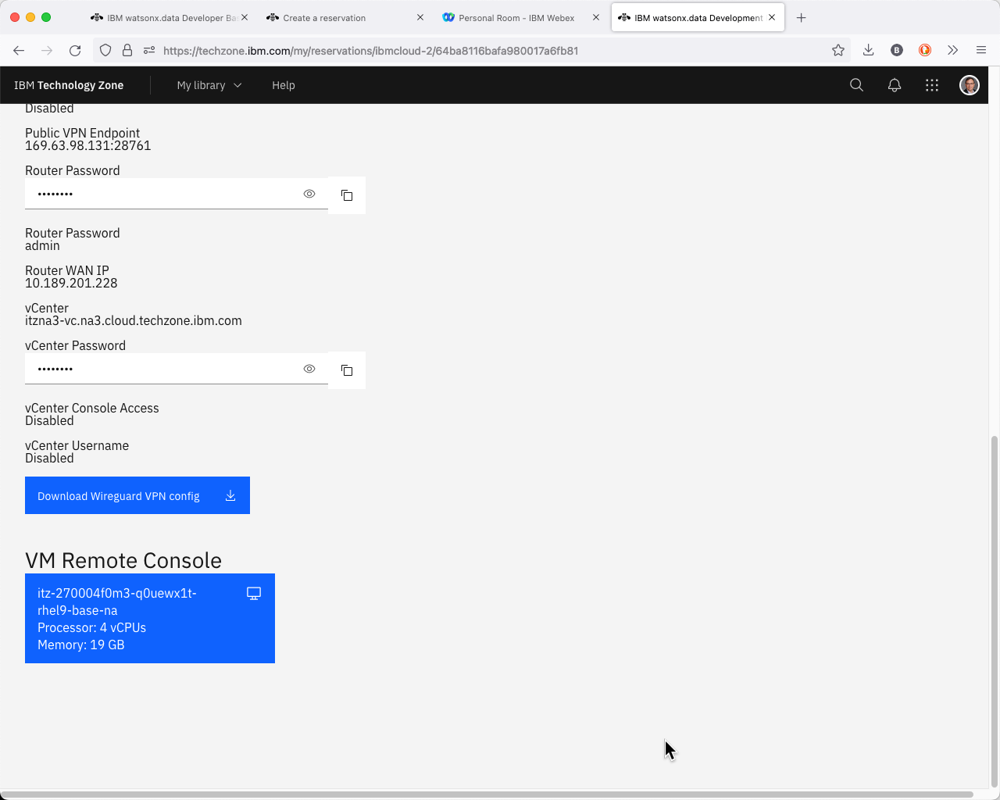 IBM watsonx.data Developer Ba
Create a reservation
Personal Room – IBM Webex
IBM watsonx.data Development
https://techzone.ibm.com/my/reservations/ibmcloud-2/64ba8116bafa980017a6fb81
B
IBM Technology Zone
My library
Help
Disabled
Public VPN Endpoint
169.63.98.131:28761
Router Password
••••••••
Router Password
admin
Router WAN IP
10.189.201.228
vCenter
itzna3-vc.na3.cloud.techzone.ibm.com
vCenter Password
••••••••
vCenter Console Access
Disabled
vCenter Username
Disabled
Download Wireguard VPN config
VM Remote Console
itz-270004f0m3-q0uewx1t-
rhel9-base-na
Processor: 4 vCPUs
Memory: 19 GB